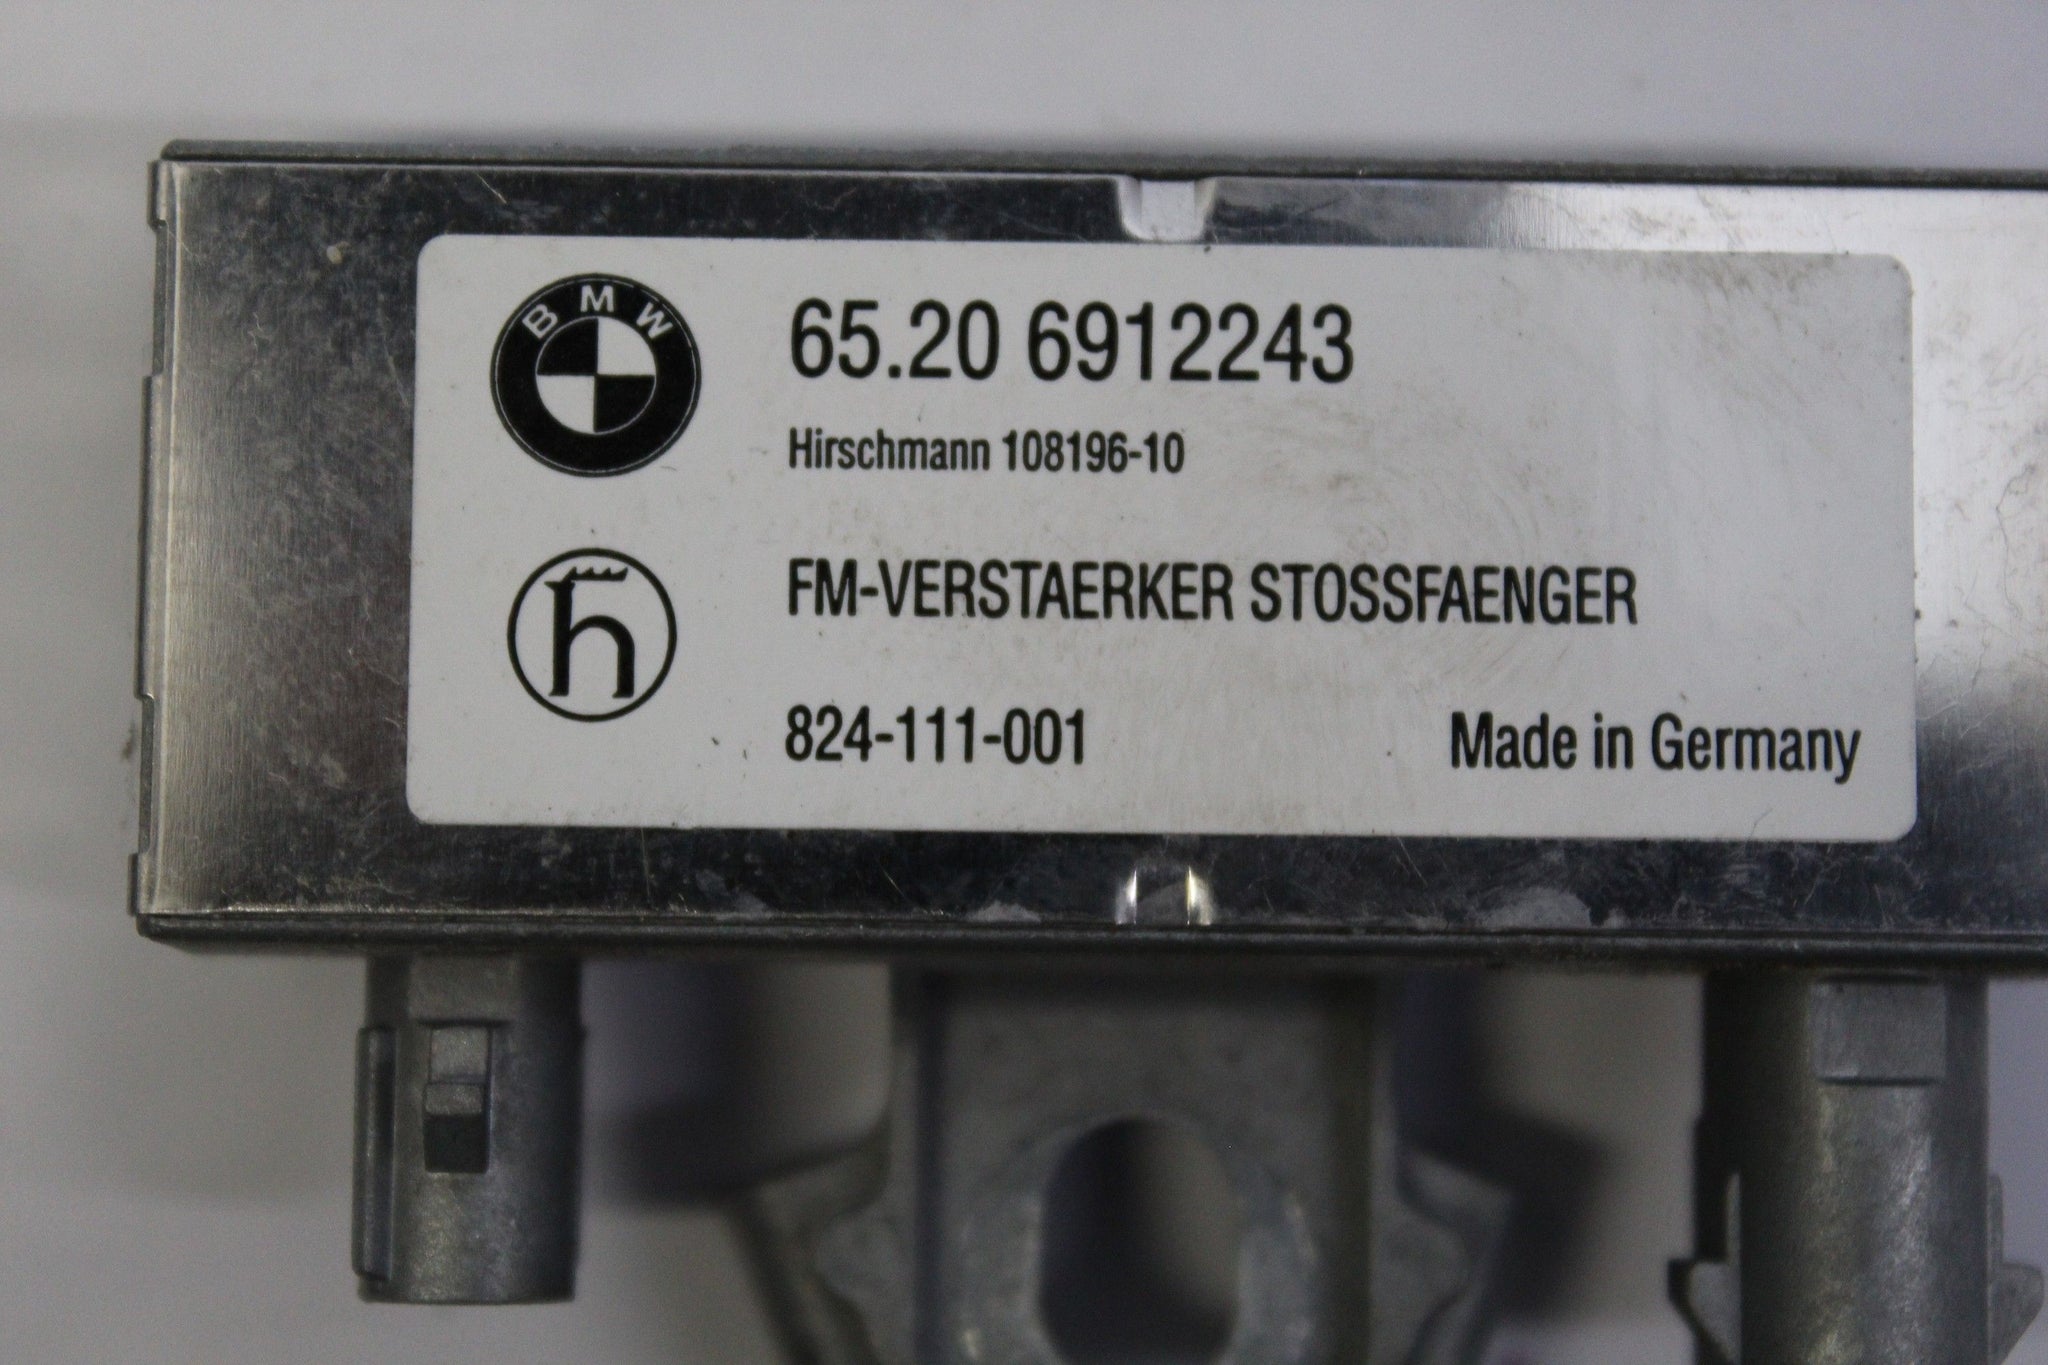 BMW
65.20 6912243
Hirschmann 108196-10
h
FM-VERSTAERKER STOSSFAENGER
824-111-001
Made in Germany